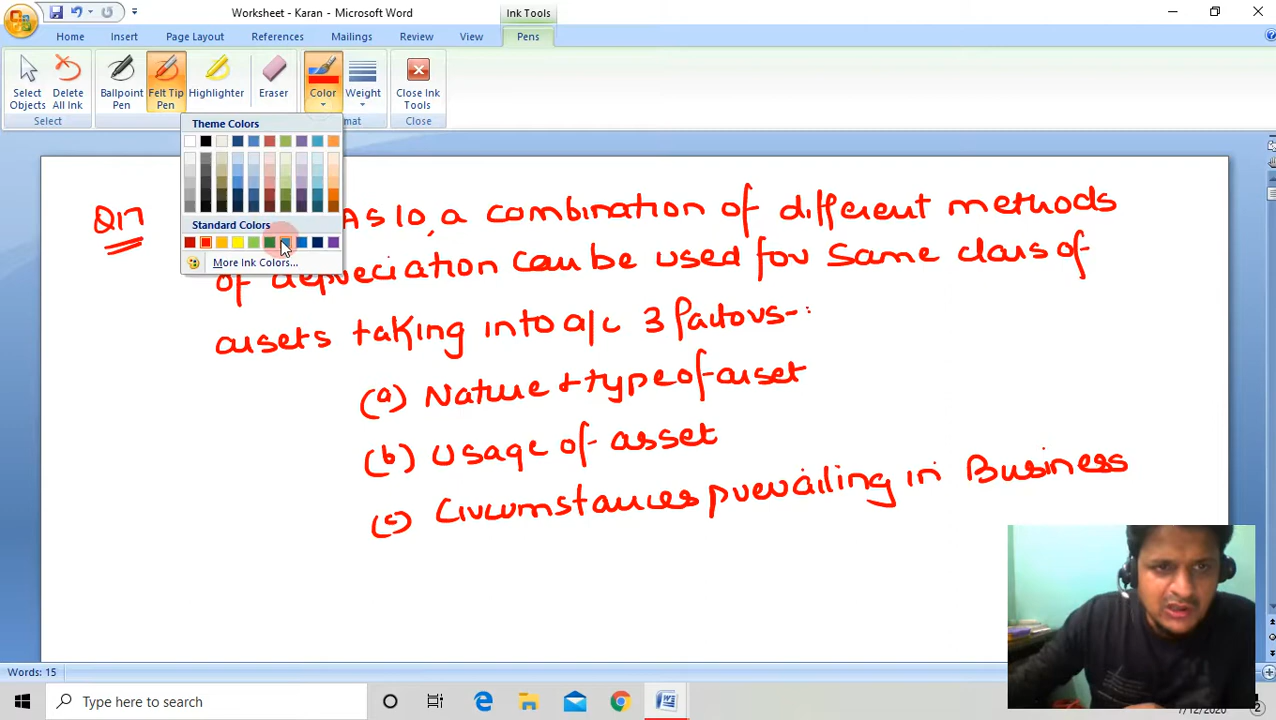 Worksheet - Karan - Microsoft Word
Ink Tools
Home Insert Page Layout References Mailings Review View Pens
Select Objects
Delete All Ink
Ballpoint Pen
Felt Tip Pen
Highlighter
Eraser
Color
Weight
Close Ink Tools
Select
mat
Close
Theme Colors
Standard Colors
More Ink Colors...
Q17 AS 10, a combination of different methods
of depreciation can be used for same class of
assets taking into a/c 3 factors-:
(a) Nature & type of asset
(b) Usage of asset
(c) Circumstances prevailing in Business
Words: 15
Type here to search
7/12/2020